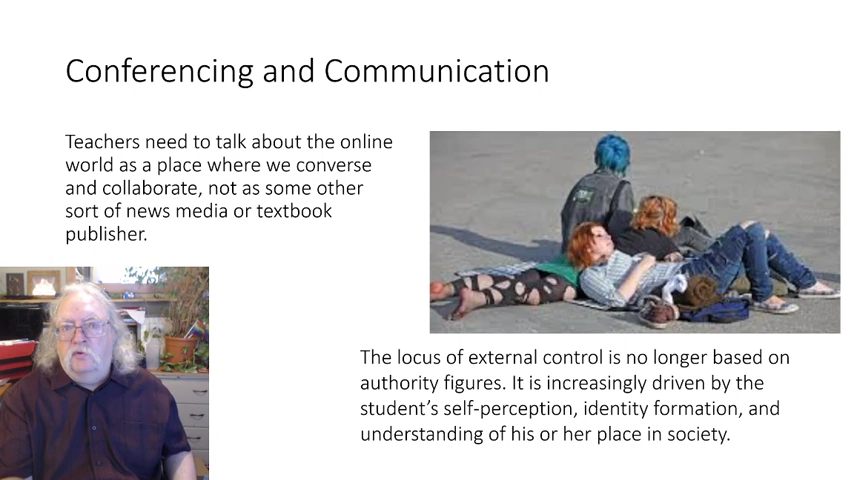 Conferencing and Communication
Teachers need to talk about the online
world as a place where we converse
and collaborate, not as some other
sort of news media or textbook
publisher.
The locus of external control is no longer based on
authority figures. It is increasingly driven by the
student’s self-perception, identity formation, and
understanding of his or her place in society.